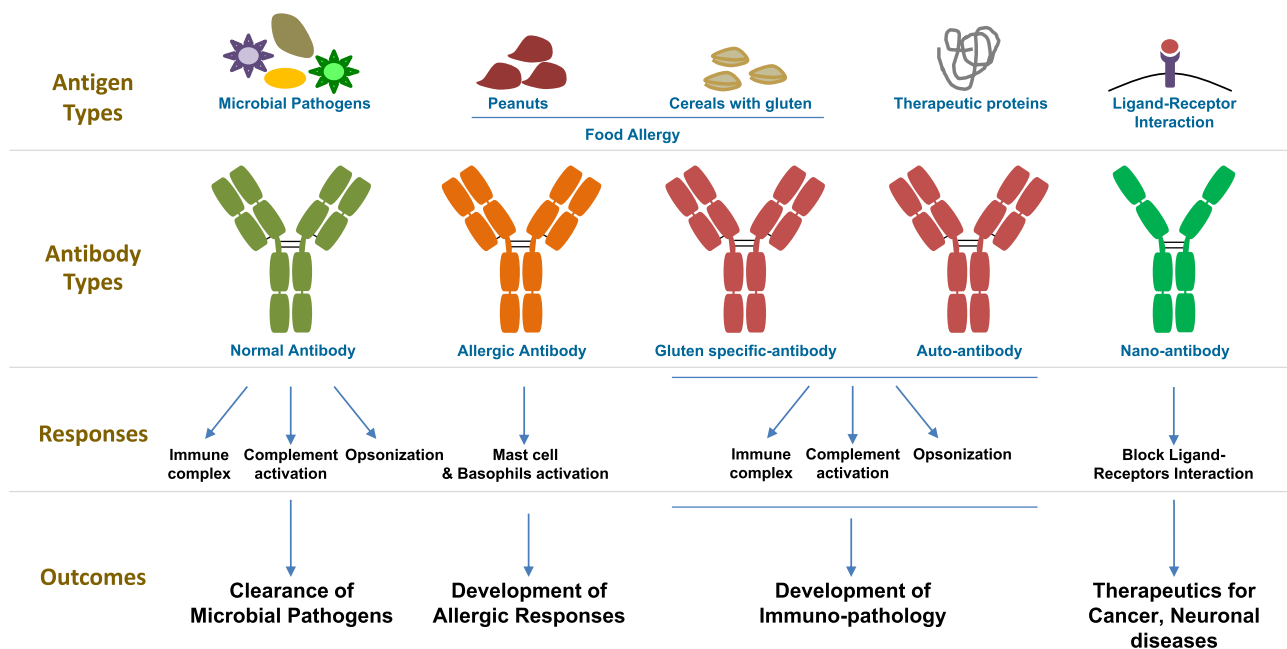 Antigen
Types
Microbial Pathogens
Peanuts
Cereals with gluten
Food Allergy
Therapeutic proteins
Ligand-Receptor
Interaction
Antibody
Types
Normal Antibody
Allergic Antibody
Gluten specific-antibody
Auto-antibody
Nano-antibody
Responses
Immune
complex
Complement
activation
Opsonization
Mast cell
& Basophils activation
Immune
complex
Complement
activation
Opsonization
Block Ligand-
Receptors Interaction
Outcomes
Clearance of
Microbial Pathogens
Development of
Allergic Responses
Development of
Immuno-pathology
Therapeutics for
Cancer, Neuronal
diseases